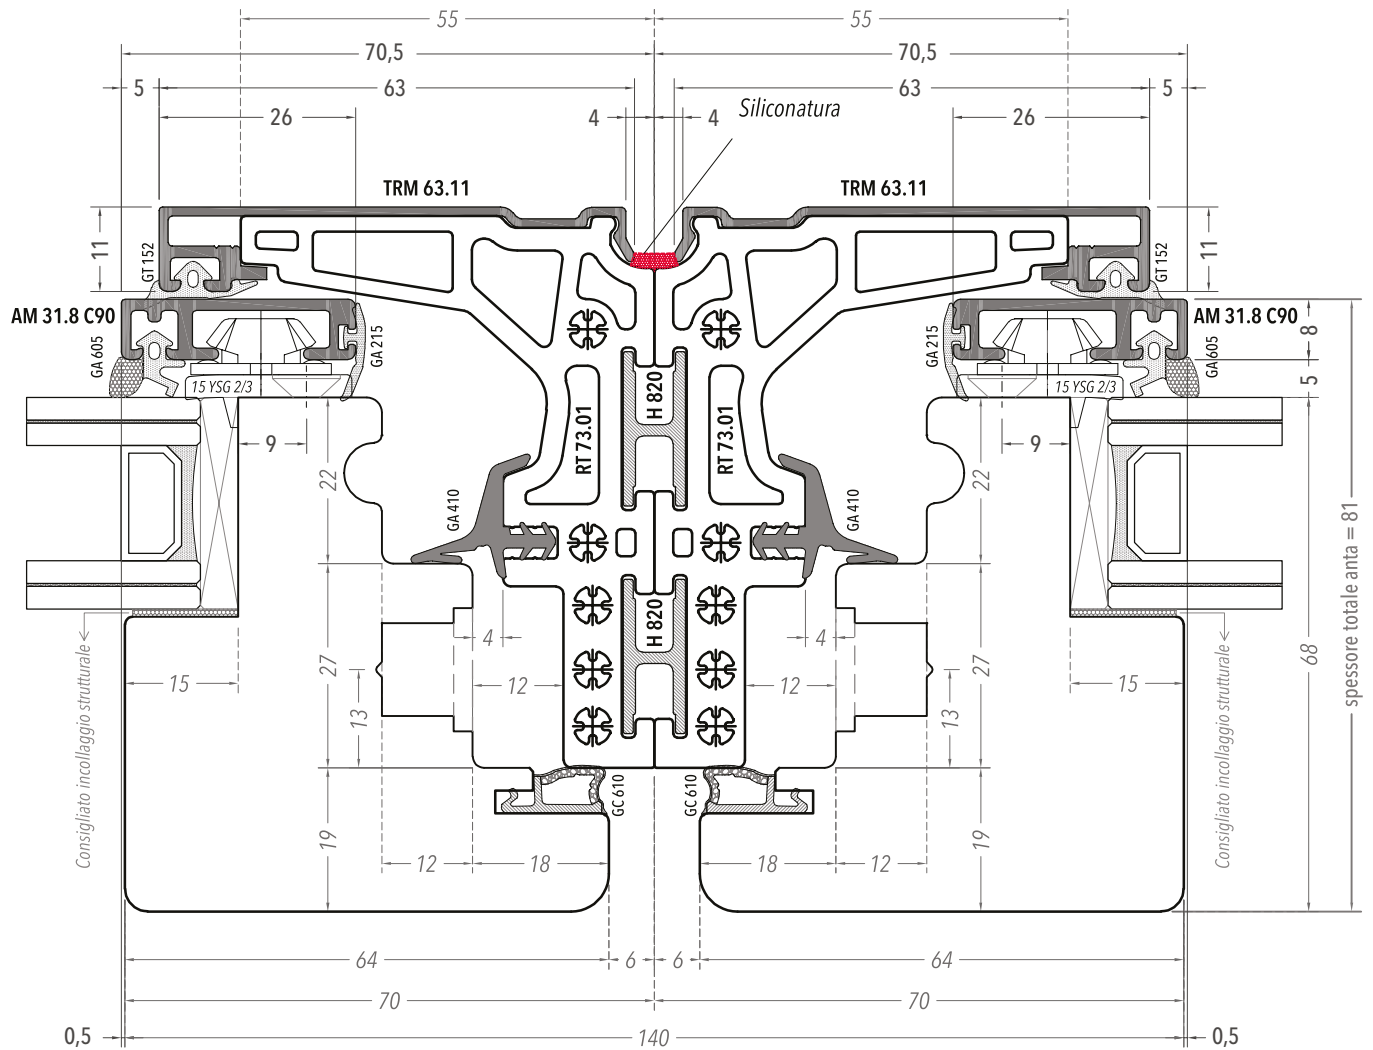 55
55
70,5
70,5
5
63
63
5
26
4
4
Siliconatura
26
TRM 63.11
TRM 63.11
11
GT 152
GT 152
11
AM 31.8 C90
AM 31.8 C90
8
GA 605
GA 215
GA 215
GA 605
5
15 YSG 2/3
15 YSG 2/3
H 820
9
RT 73.01
RT 73.01
9
22
22
GA 410
GA 410
spessore totale anta = 81
H 820
4
4
27
27
68
15
12
12
15
13
13
Consigliato incollaggio strutturale
Consigliato incollaggio strutturale
GC 610
GC 610
19
19
12
18
18
12
64
6
6
64
70
70
0,5
140
0,5